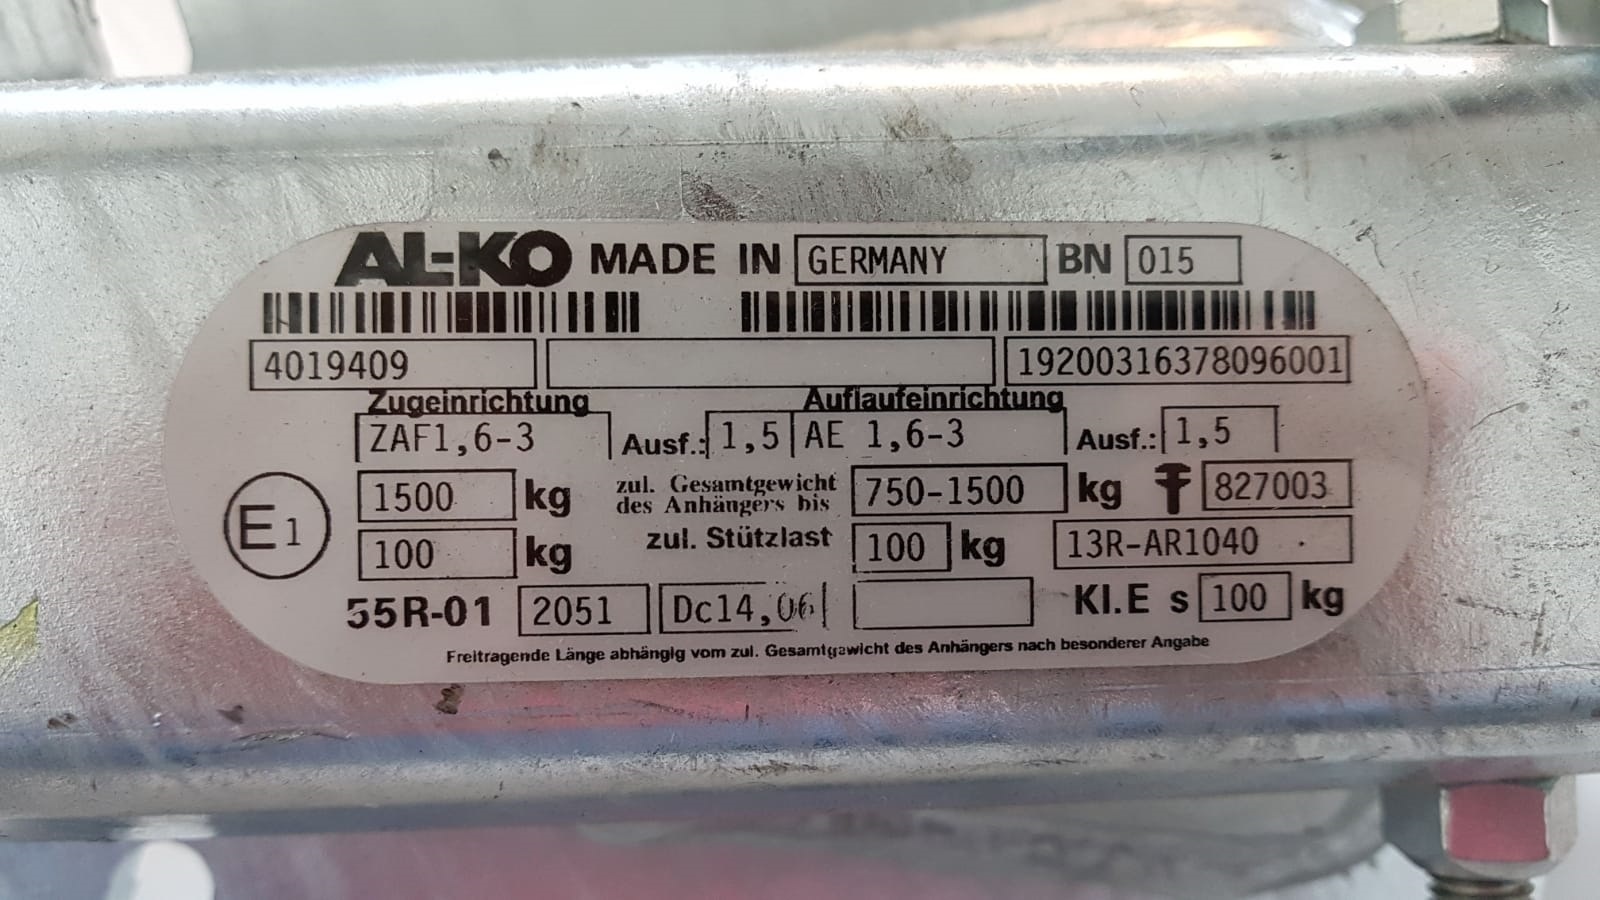 AL-KO MADE IN GERMANY BN 015
4019409 19200316378096001
Zugeinrichtung Auflaufeinrichtung
ZAF1,6-3 Ausf.: 1,5 AE 1,6-3 Ausf.: 1,5
1500 kg zul. Gesamtgewicht des Anhängers bis 750-1500 kg 827003
E1
100 kg zul. Stützlast 100 kg 13R-AR1040
55R-01 2051 Dc14,06 Kl.E s 100 kg
Freitragende Länge abhängig vom zul. Gesamtgewicht des Anhängers nach besonderer Angabe